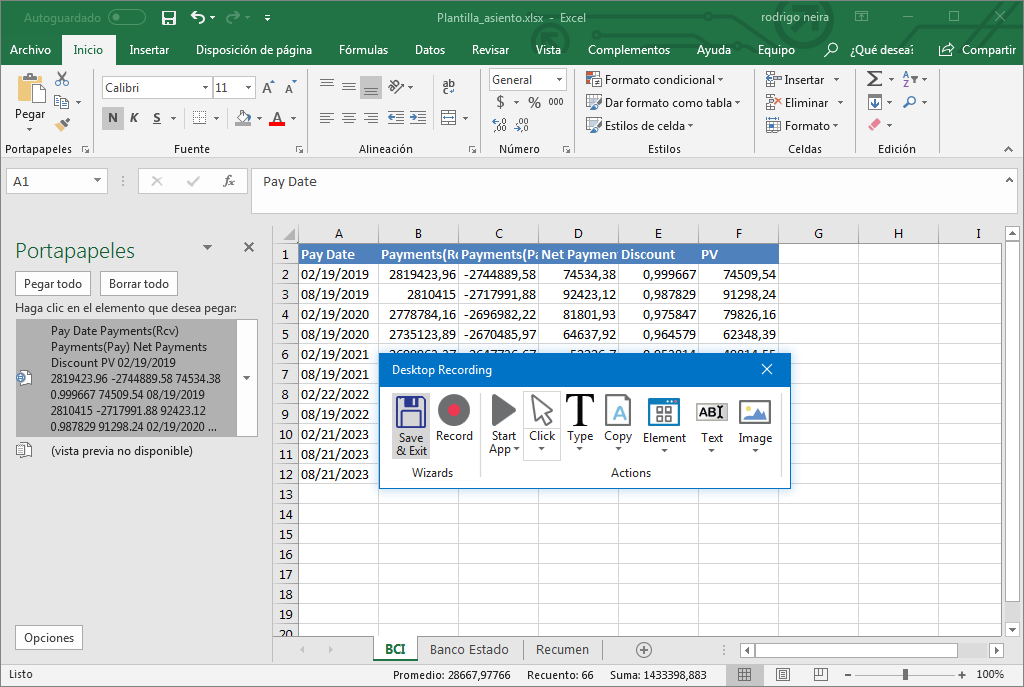 Autoguardado
Plantilla_asiento.xlsx - Excel
rodrigo neira
Archivo Inicio Insertar Disposición de página Fórmulas Datos Revisar Vista Complementos Ayuda Equipo ¿Qué desea? Compartir
Pegar
Portapapeles
Calibri 11
N K S A
Fuente
ab
Alineación
General
$ % 000
Número
Formato condicional
Dar formato como tabla
Estilos de celda
Estilos
Insertar
Eliminar
Formato
Celdas
Edición
A1 fx Pay Date
Portapapeles
Pegar todo Borrar todo
Haga clic en el elemento que desea pegar:
Pay Date Payments(Rcv)
Payments(Pay) Net Payments
Discount PV 02/19/2019
2819423.96 -2744889.58 74534.38
0.999667 74509.54 08/19/2019
2810415 -2717991.88 92423.12
0.987829 91298.24 02/19/2020 ...
(vista previa no disponible)
Opciones
A B C D E F G H I
1 Pay Date Payments(Rc Payments(Pa Net Paymen Discount PV
2 02/19/2019 2819423,96 -2744889,58 74534,38 0,999667 74509,54
3 08/19/2019 2810415 -2717991,88 92423,12 0,987829 91298,24
4 02/19/2020 2778784,16 -2696982,22 81801,93 0,975847 79826,16
5 08/19/2020 2735123,89 -2670485,97 64637,92 0,964579 62348,39
6 02/19/2021
7 08/19/2021
8 02/22/2022
9 08/19/2022
10 02/21/2023
11 08/21/2023
12 08/21/2023
13
14
15
16
17
18
19
20
Desktop Recording
Save & Exit
Record
Start App
Click
Type
Copy
Element
Text
Image
Wizards
Actions
BCI Banco Estado Resumen
Listo
Promedio: 28667,97766 Recuento: 66 Suma: 1433398,883
100%